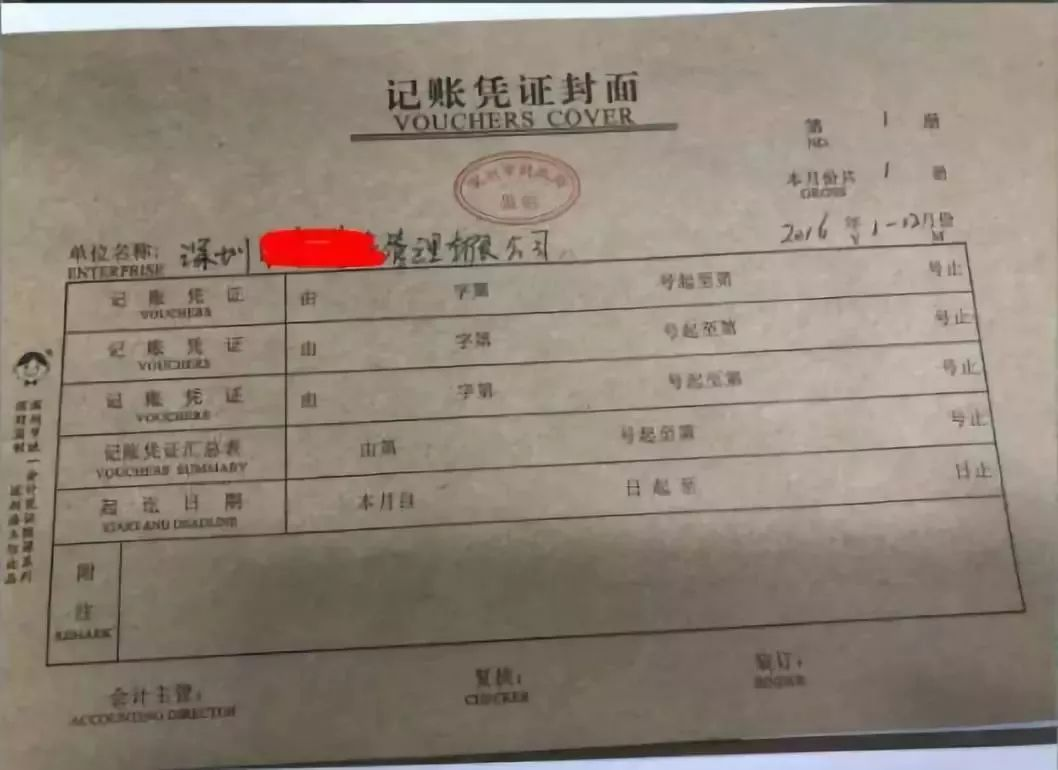 记账凭证封面
VOUCHERS COVER
第 1 册
NO.
本月份共 1 册
GROSS
2016 年 1-12 月份
Y M
单位名称: 深圳 管理有限公司
ENTERPRISE
记账凭证 由 字第 号起至第 号止
VOUCHERS
记账凭证 由 字第 号起至第 号止
VOUCHERS
记账凭证 由 字第 号起至第 号止
VOUCHERS
记账凭证汇总表 由第 号起至第 号止
VOUCHERS SUMMARY
起讫日期 本月自 日起至 日止
START AND DEADLINE
附注
REMARK
会计主管: 复核: 装订:
ACCOUNTING DIRECTOR CHECKER BINDER